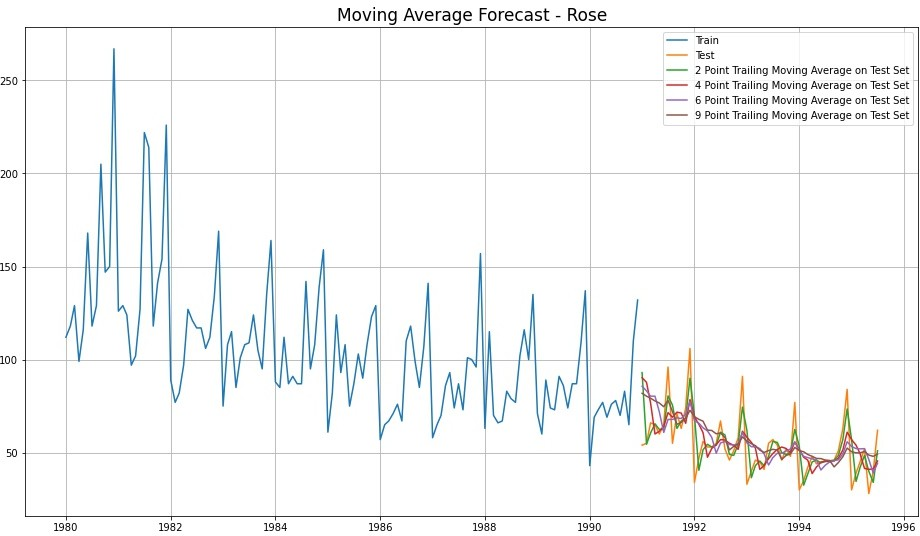 Moving Average Forecast - Rose
Train
Test
2 Point Trailing Moving Average on Test Set
4 Point Trailing Moving Average on Test Set
6 Point Trailing Moving Average on Test Set
9 Point Trailing Moving Average on Test Set
250
200
150
100
50
1980 1982 1984 1986 1988 1990 1992 1994 1996